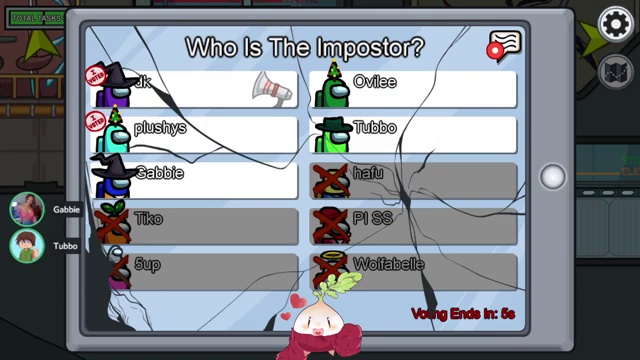 TOTAL TASKS
Who Is The Impostor?
I VOTED
jk
Ovilee
I VOTED
plushys
Tubbo
Gabbie
hafu
Tiko
PI SS
5up
Wolfabelle
Gabbie
Tubbo
Voting Ends In: 5s